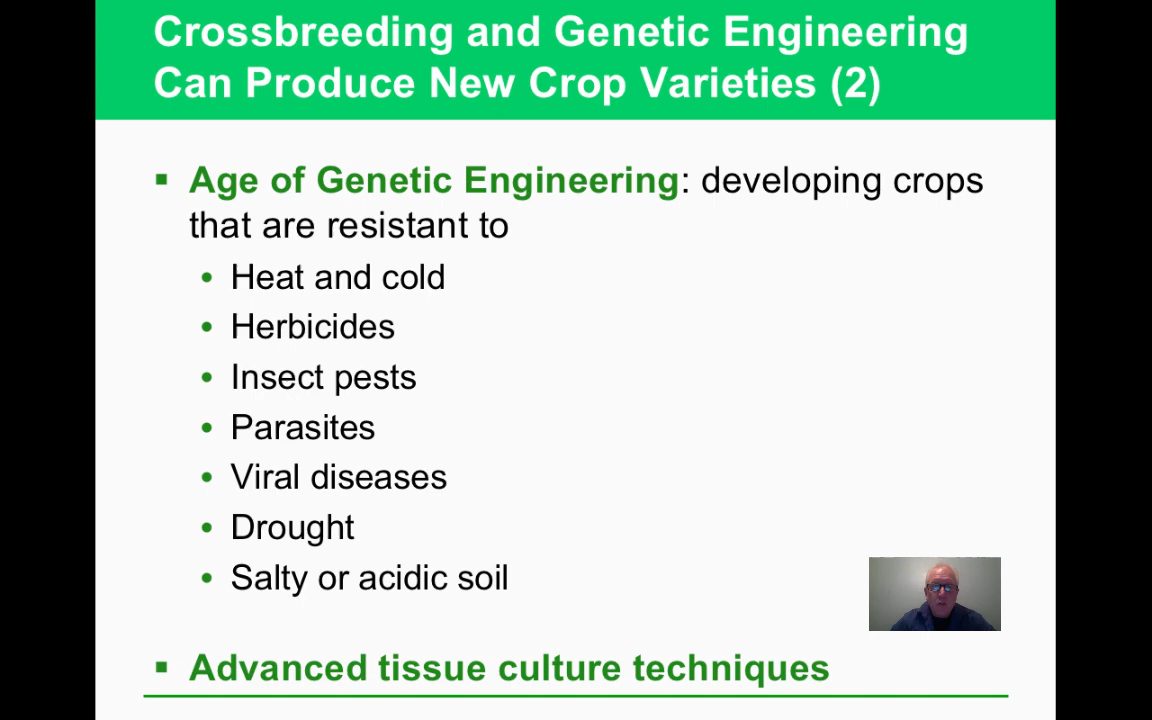 Crossbreeding and Genetic Engineering
Can Produce New Crop Varieties (2)
▪ Age of Genetic Engineering: developing crops
that are resistant to
• Heat and cold
• Herbicides
• Insect pests
• Parasites
• Viral diseases
• Drought
• Salty or acidic soil
▪ Advanced tissue culture techniques